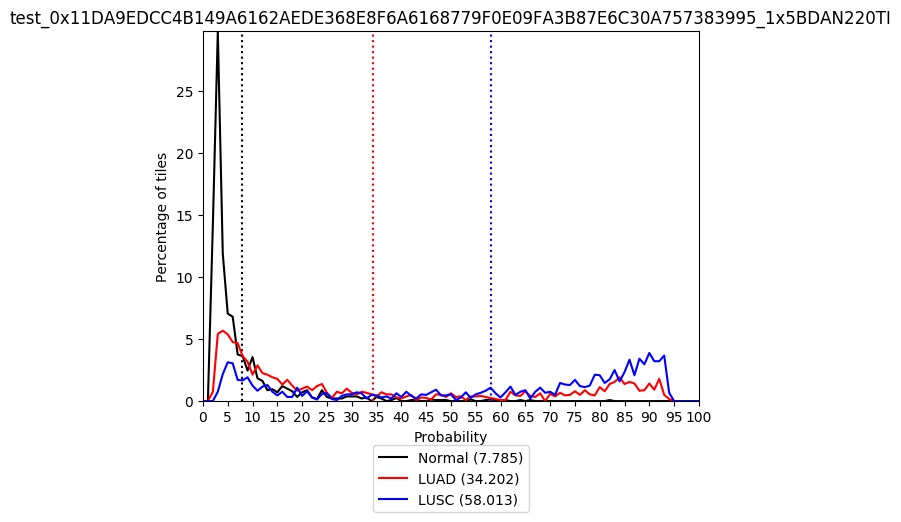 test_0x11DA9EDCC4B149A6162AEDE368E8F6A6168779F0E09FA3B87E6C30A757383995_1x5BDAN220TI
Percentage of tiles
25
20
15
10
5
0
0 5 10 15 20 25 30 35 40 45 50 55 60 65 70 75 80 85 90 95 100
Probability
Normal (7.785)
LUAD (34.202)
LUSC (58.013)